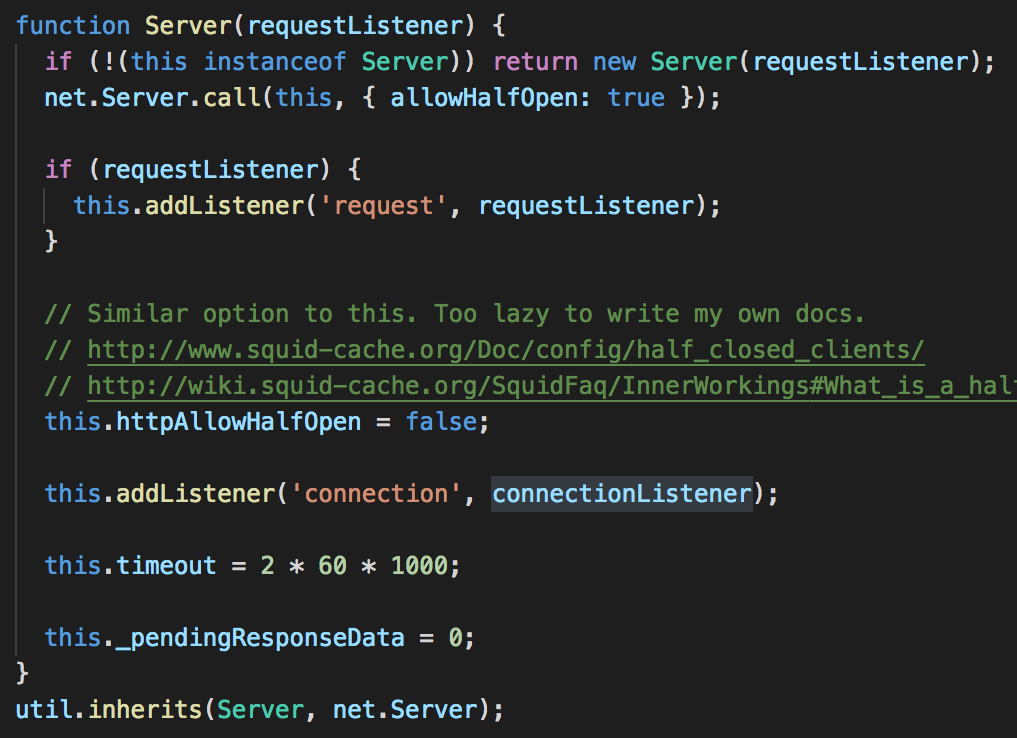 function Server(requestListener) {
  if (!(this instanceof Server)) return new Server(requestListener);
  net.Server.call(this, { allowHalfOpen: true });

  if (requestListener) {
    this.addListener('request', requestListener);
  }

  // Similar option to this. Too lazy to write my own docs.
  // http://www.squid-cache.org/Doc/config/half_closed_clients/
  // http://wiki.squid-cache.org/SquidFaq/InnerWorkings#What_is_a_hal
  this.httpAllowHalfOpen = false;

  this.addListener('connection', connectionListener);

  this.timeout = 2 * 60 * 1000;

  this._pendingResponseData = 0;
}
util.inherits(Server, net.Server);